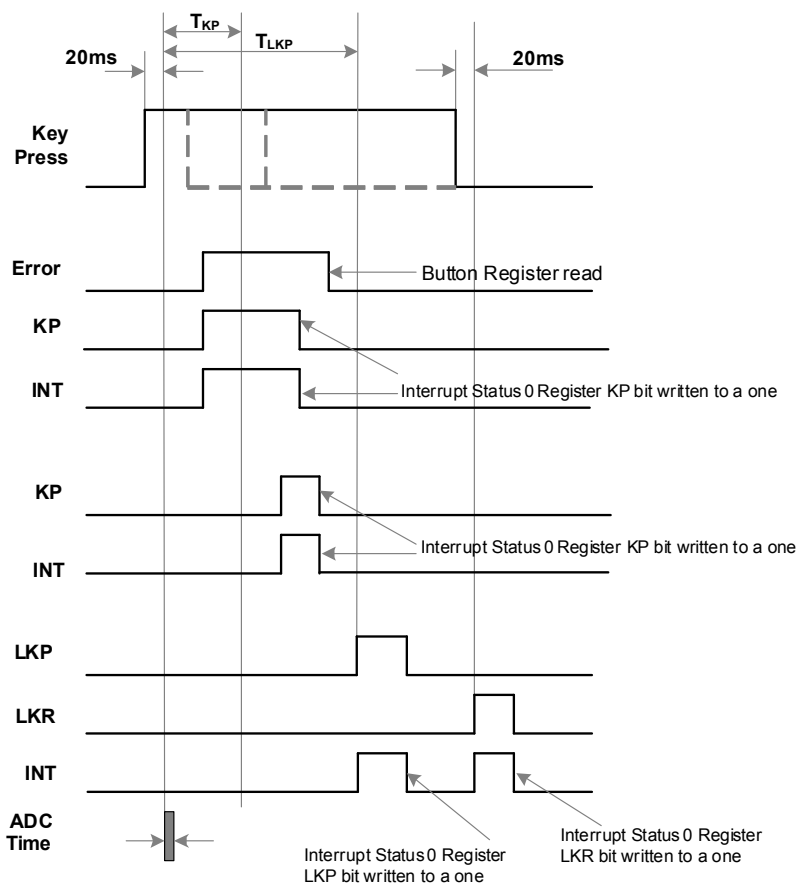 TKP
TLKP
20ms
20ms
Key
Press
Error
Button Register read
KP
INT
Interrupt Status 0 Register KP bit written to a one
KP
INT
Interrupt Status 0 Register KP bit written to a one
LKP
LKR
INT
ADC
Time
Interrupt Status 0 Register
LKP bit written to a one
Interrupt Status 0 Register
LKR bit written to a one